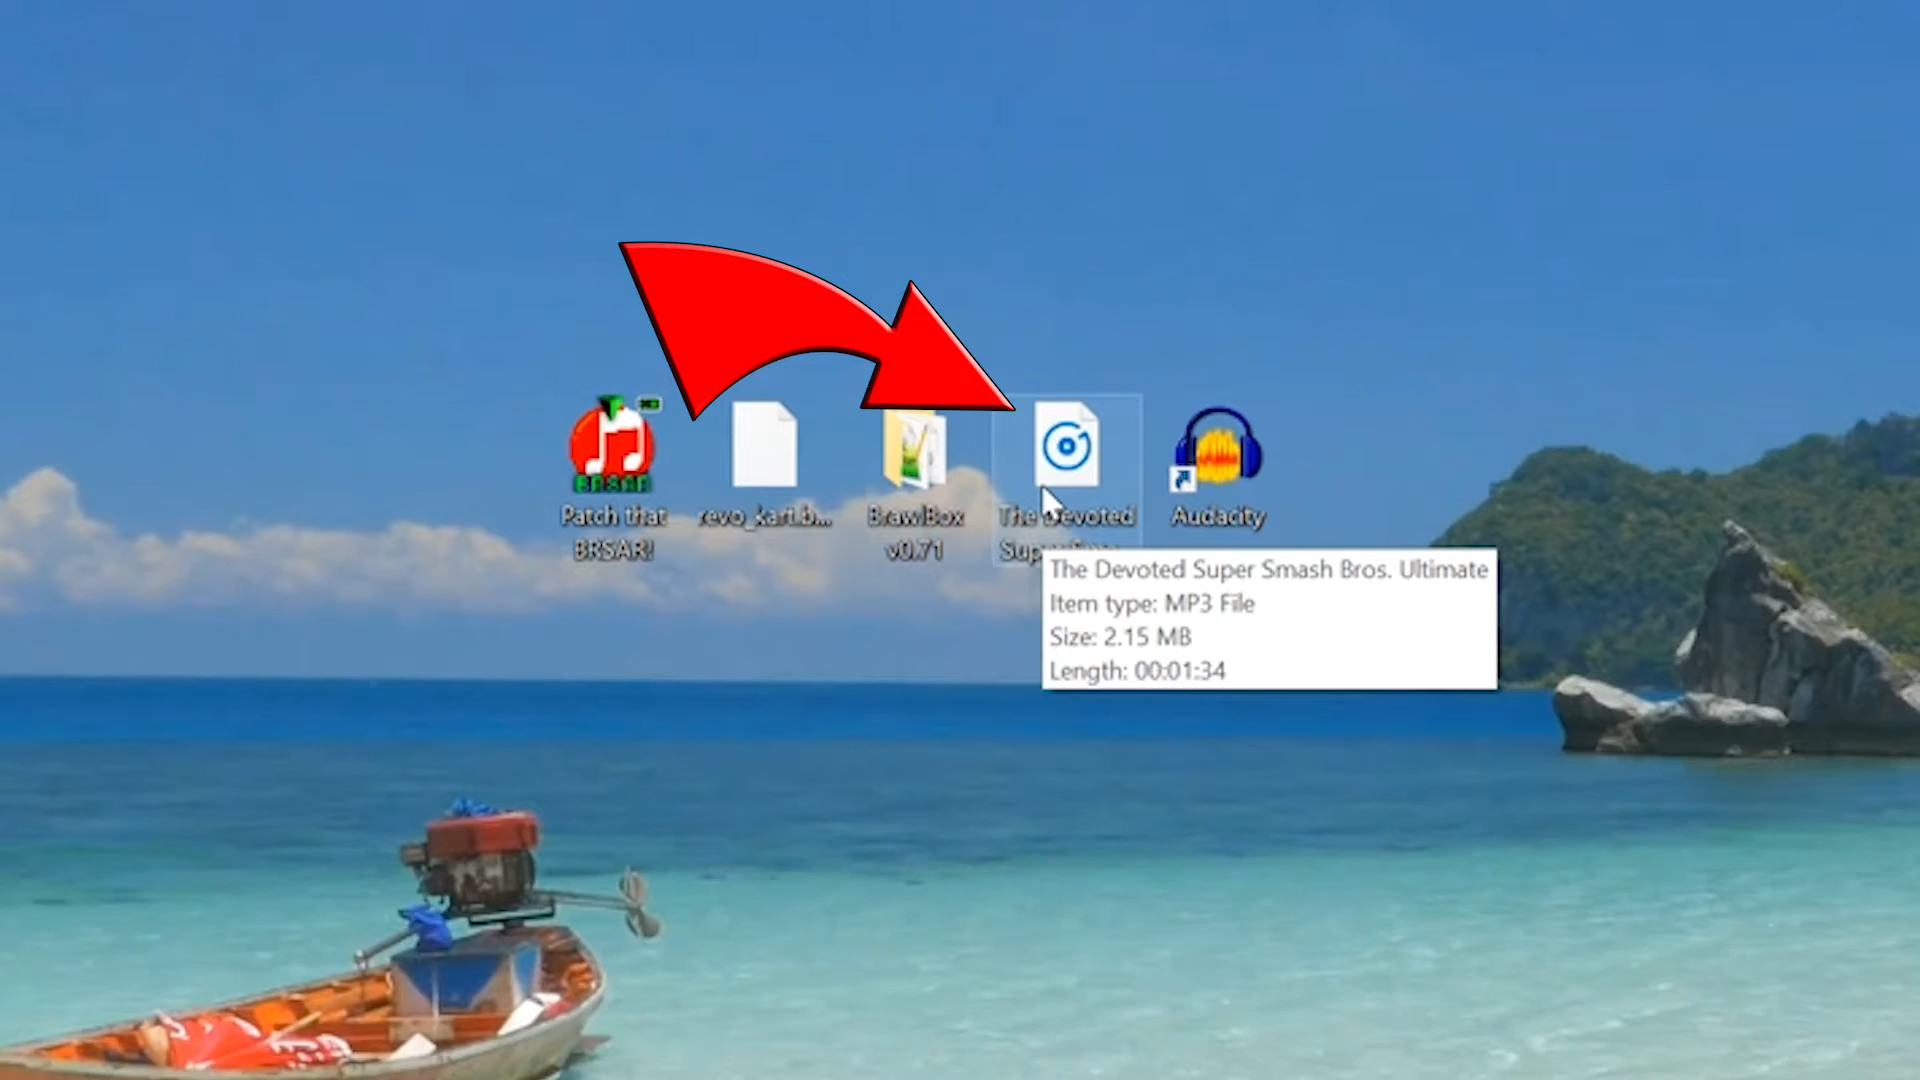 BRSAR
Patch that
BRSAR!
revo_kart.b...
BrawlBox
v0.71
The Devoted
Audacity
The Devoted Super Smash Bros. Ultimate
Item type: MP3 File
Size: 2.15 MB
Length: 00:01:34